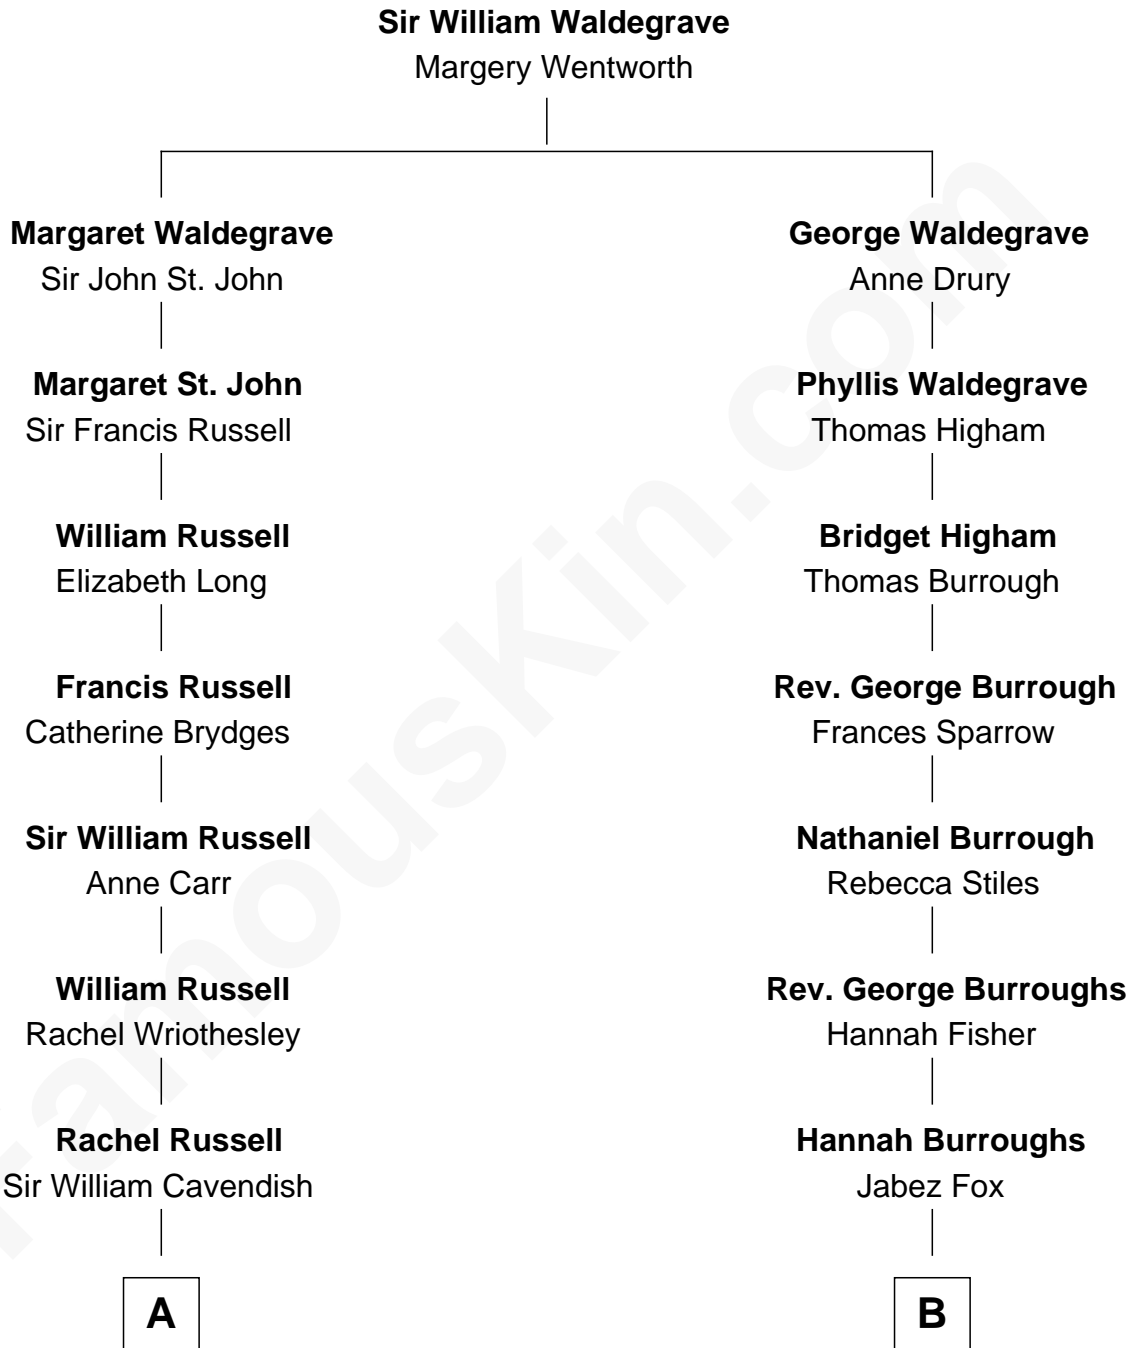 Sir William Waldegrave
Margery Wentworth
Margaret Waldegrave
Sir John St. John
George Waldegrave
Anne Drury
Margaret St. John
Sir Francis Russell
Phyllis Waldegrave
Thomas Higham
William Russell
Elizabeth Long
Bridget Higham
Thomas Burrough
Francis Russell
Catherine Brydges
Rev. George Burrough
Frances Sparrow
Sir William Russell
Anne Carr
Nathaniel Burrough
Rebecca Stiles
William Russell
Rachel Wriothesley
Rev. George Burroughs
Hannah Fisher
Rachel Russell
Sir William Cavendish
Hannah Burroughs
Jabez Fox
A
B
FamousKin.com